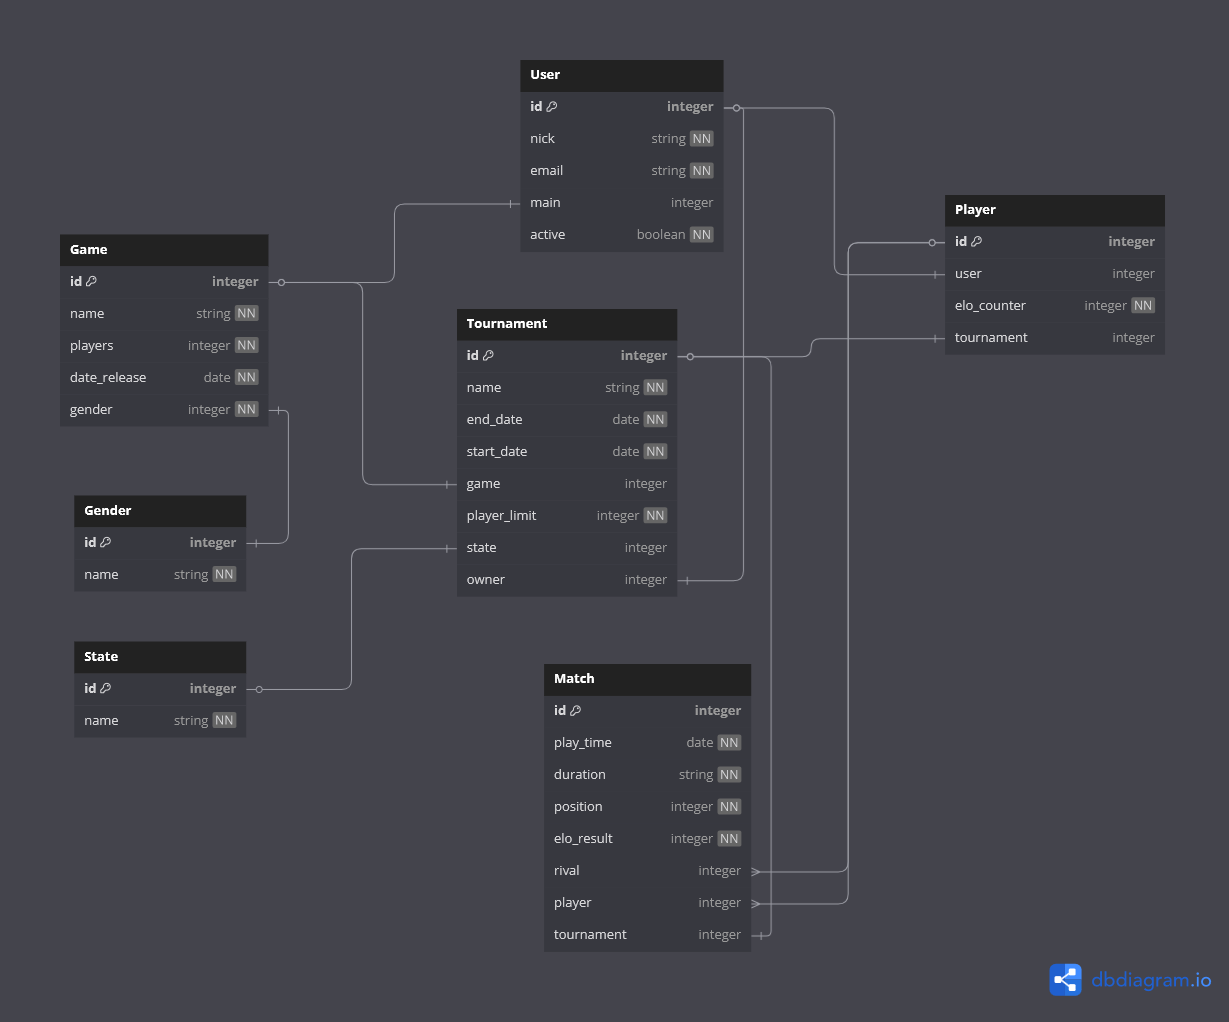 User
id integer
nick string NN
email string NN
main integer
active boolean NN
Player
id integer
user integer
elo_counter integer NN
tournament integer
Game
id integer
name string NN
players integer NN
date_release date NN
gender integer NN
Tournament
id integer
name string NN
end_date date NN
start_date date NN
game integer
player_limit integer NN
state integer
owner integer
Gender
id integer
name string NN
State
id integer
name string NN
Match
id integer
play_time date NN
duration string NN
position integer NN
elo_result integer NN
rival integer
player integer
tournament integer
dbdiagram.io